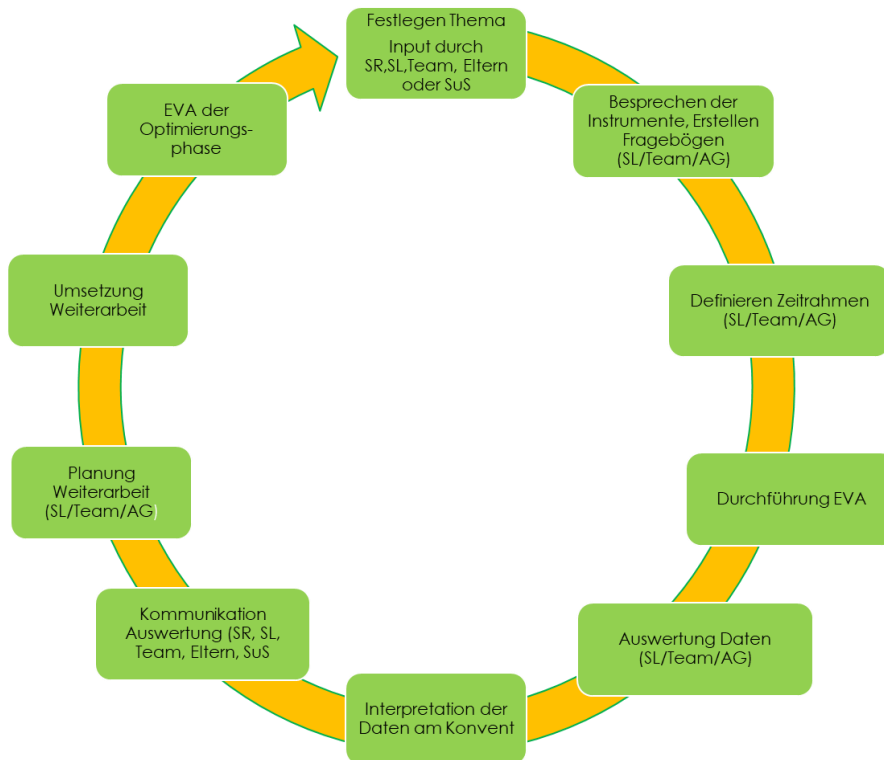 Festlegen Thema
Input durch
SR,SL,Team, Eltern
oder SuS
Besprechen der
Instrumente, Erstellen
Fragebögen
(SL/Team/AG)
Definieren Zeitrahmen
(SL/Team/AG)
Durchführung EVA
Auswertung Daten
(SL/Team/AG)
Interpretation der
Daten am Konvent
Kommunikation
Auswertung (SR, SL,
Team, Eltern, SuS
Planung
Weiterarbeit
(SL/Team/AG)
Umsetzung
Weiterarbeit
EVA der
Optimierungs-
phase